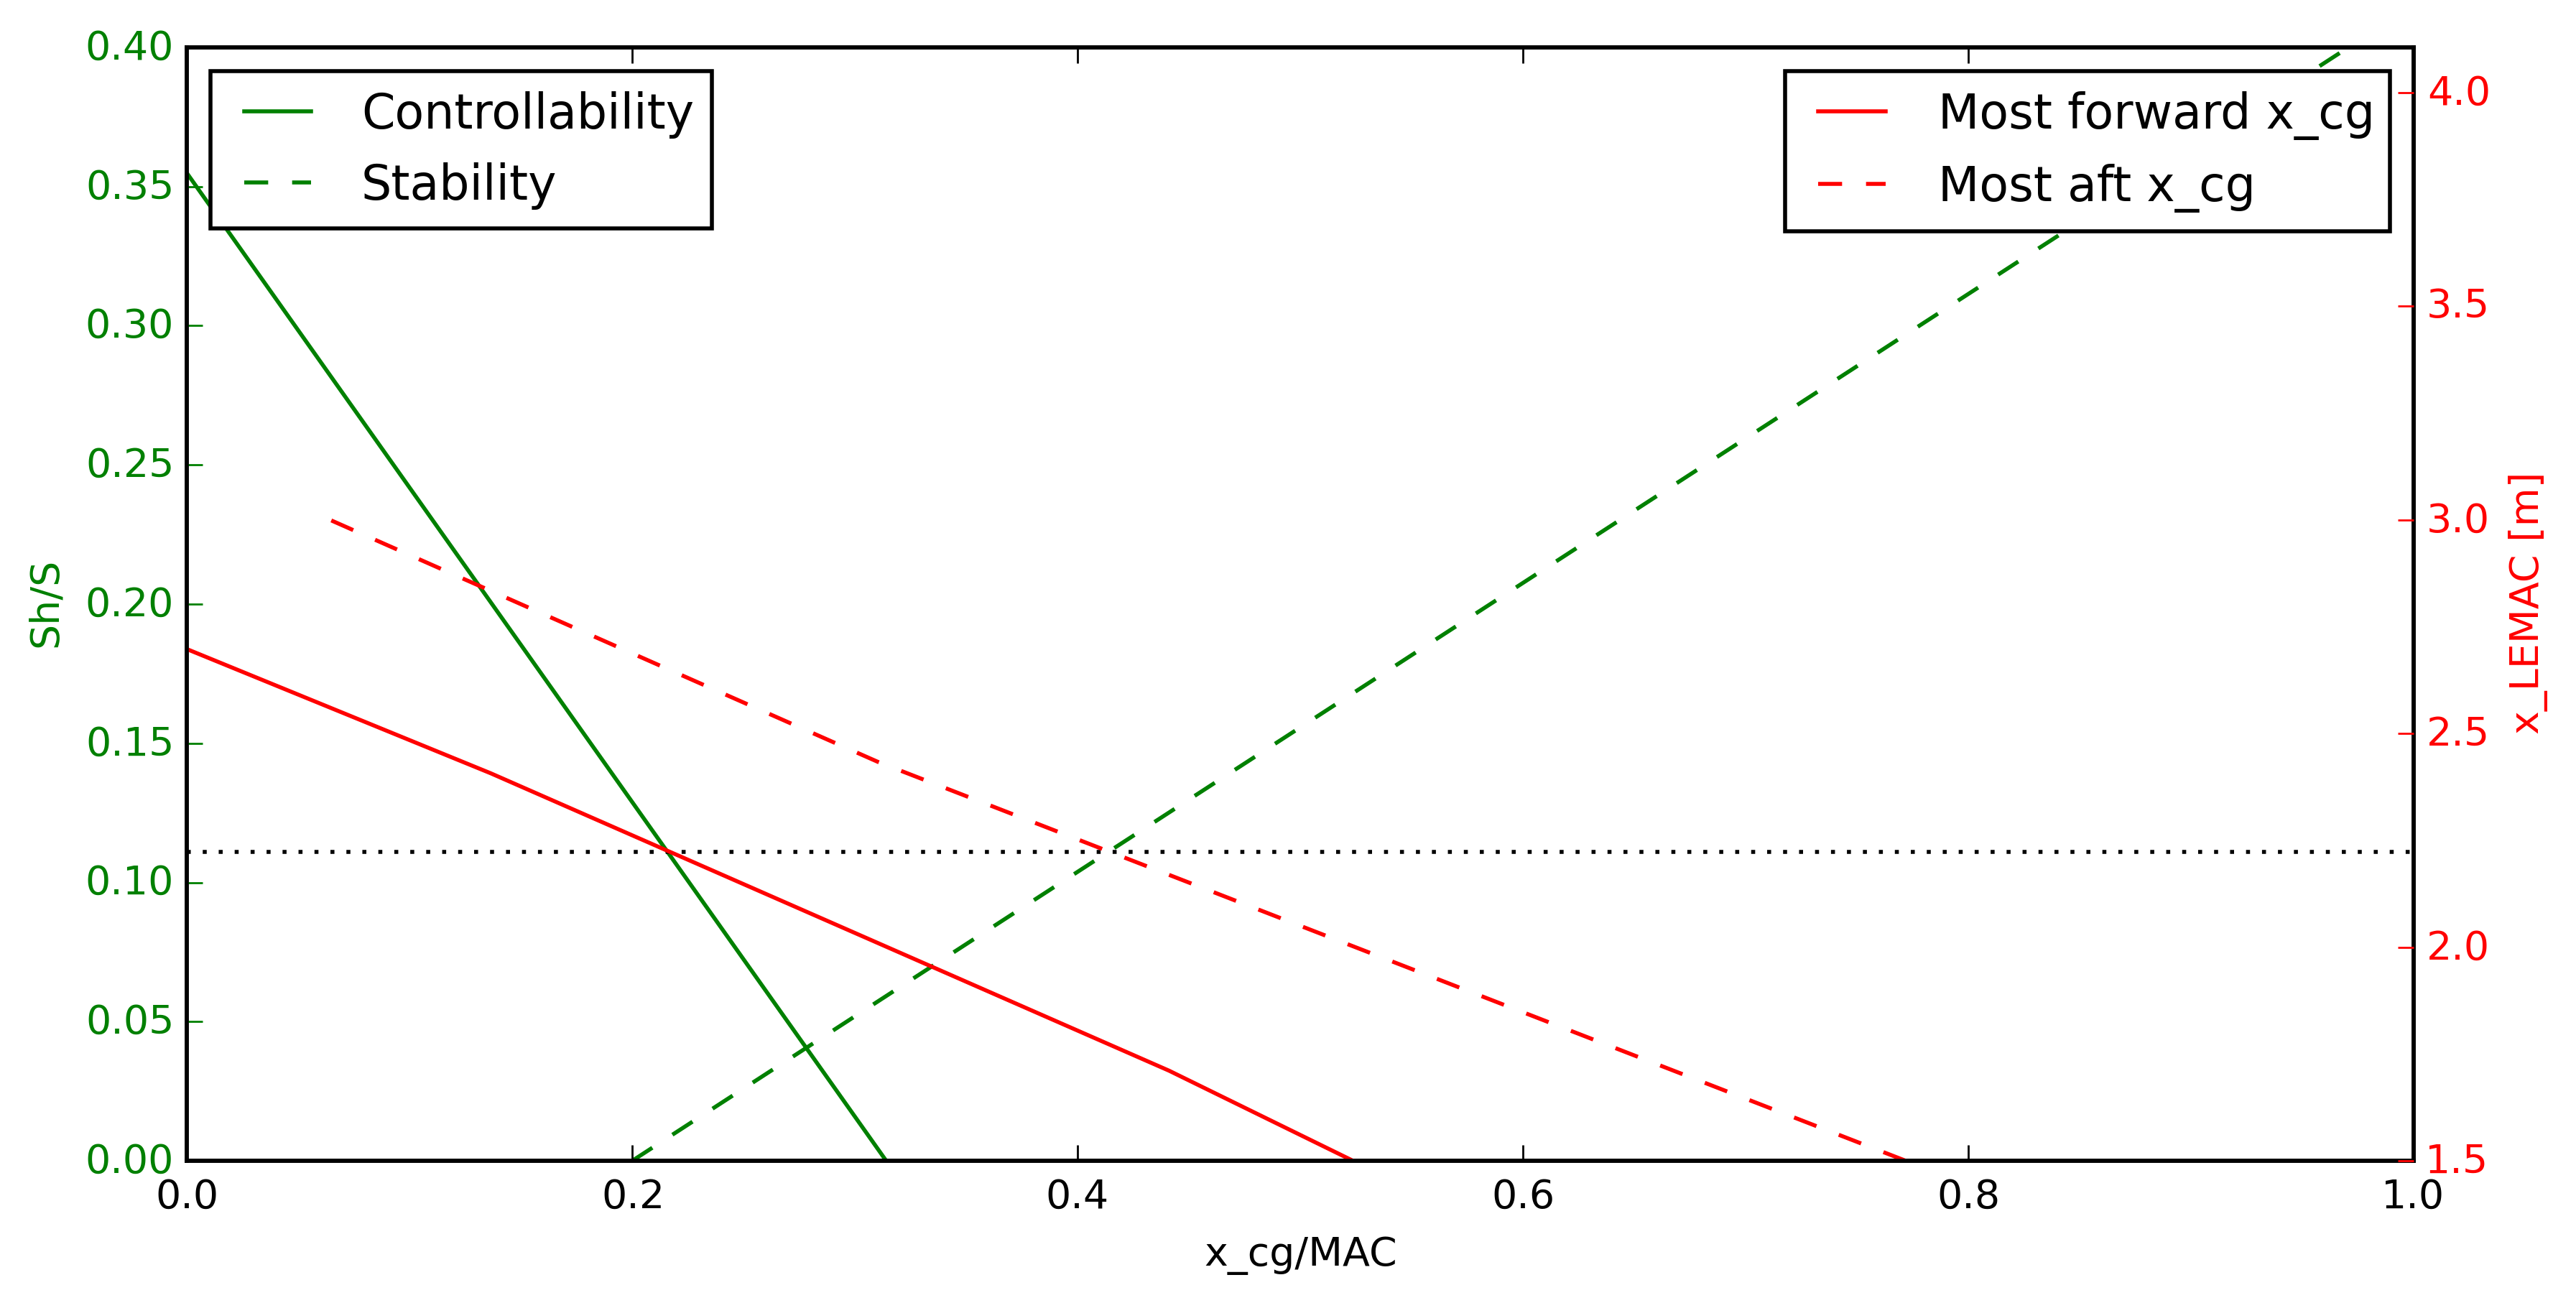 0.40
0.35
0.30
0.25
0.20
0.15
0.10
0.05
0.00
Sh/S
Controllability
Stability
Most forward x_cg
Most aft x_cg
4.0
3.5
3.0
2.5
2.0
1.5
x_LEMAC [m]
0.0 0.2 0.4 0.6 0.8 1.0
x_cg/MAC